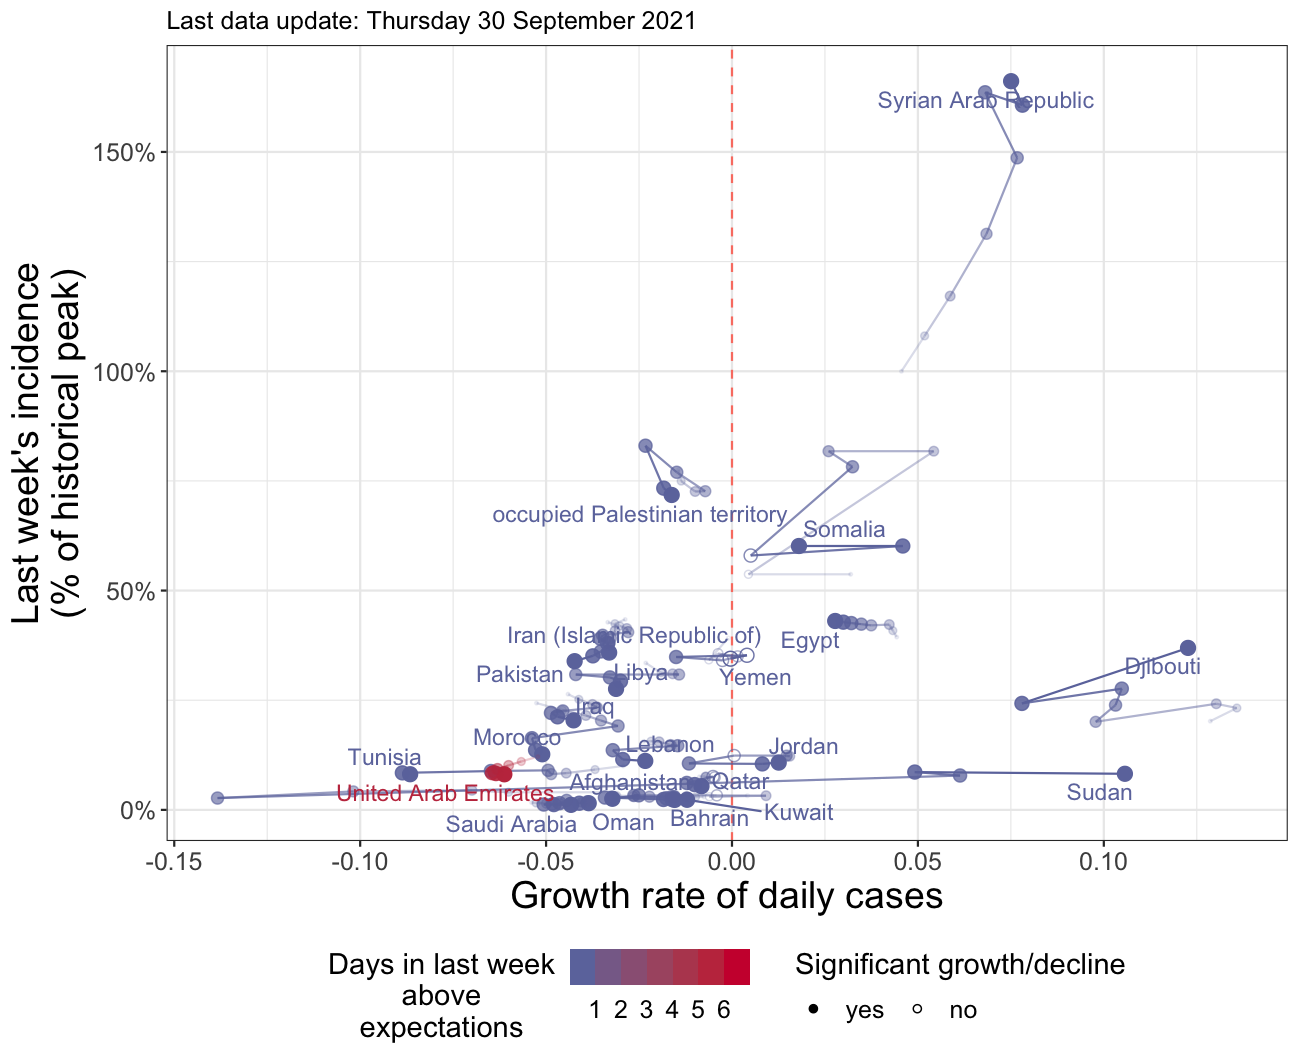 Last data update: Thursday 30 September 2021
Last week's incidence
(% of historical peak)
150%
100%
50%
0%
Syrian Arab Republic
occupied Palestinian territory
Somalia
Iran (Islamic Republic of)
Egypt
Pakistan
Libya
Yemen
Djibouti
Iraq
Morocco
Lebanon
Jordan
Tunisia
Afghanistan
Qatar
United Arab Emirates
Sudan
Saudi Arabia
Oman
Bahrain
Kuwait
-0.15 -0.10 -0.05 0.00 0.05 0.10
Growth rate of daily cases
Days in last week
above
expectations
1 2 3 4 5 6
Significant growth/decline
yes no